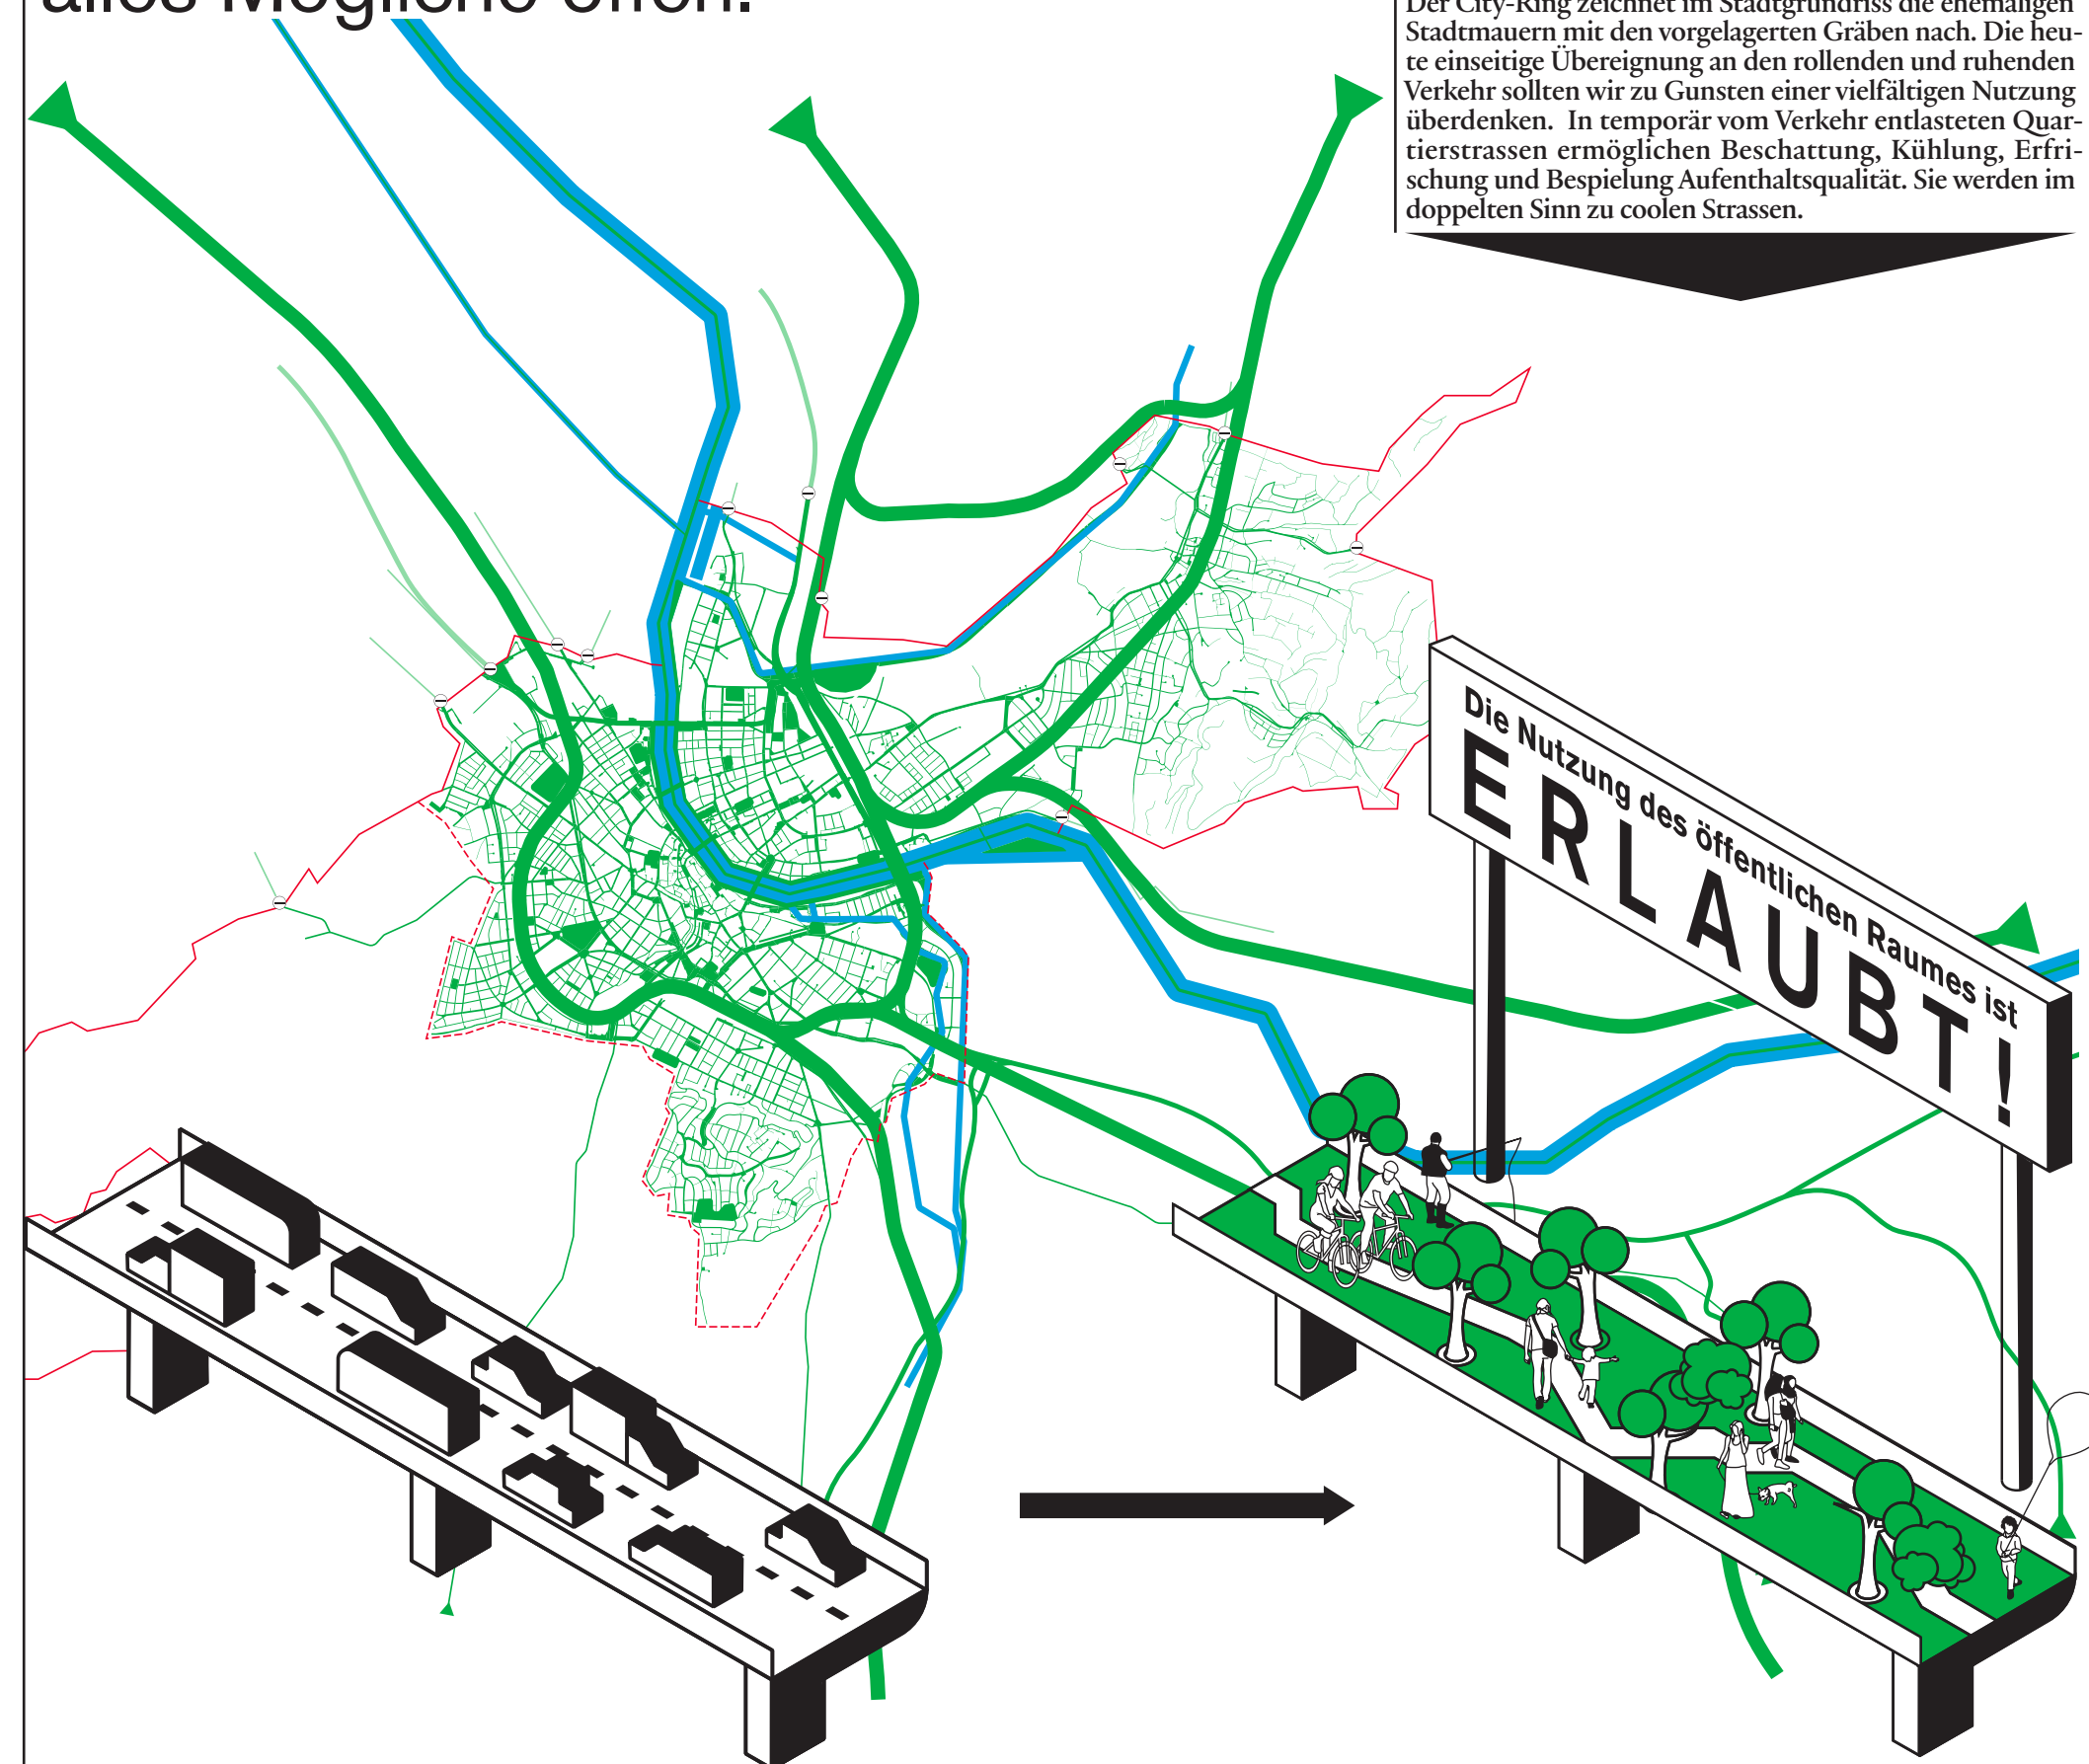 alles Mögliche offen.
Der City-Ring zeichnet im Stadtgrundriss die ehemaligen
Stadtmauern mit den vorgelagerten Gräben nach. Die heu-
te einseitige Übereignung an den rollenden und ruhenden
Verkehr sollten wir zu Gunsten einer vielfältigen Nutzung
überdenken. In temporär vom Verkehr entlasteten Quar-
tierstrassen ermöglichen Beschattung, Kühlung, Erfri-
schung und Bespielung Aufenthaltsqualität. Sie werden im
doppelten Sinn zu coolen Strassen.
Die Nutzung des öffentlichen Raumes ist
ERLAUBT!